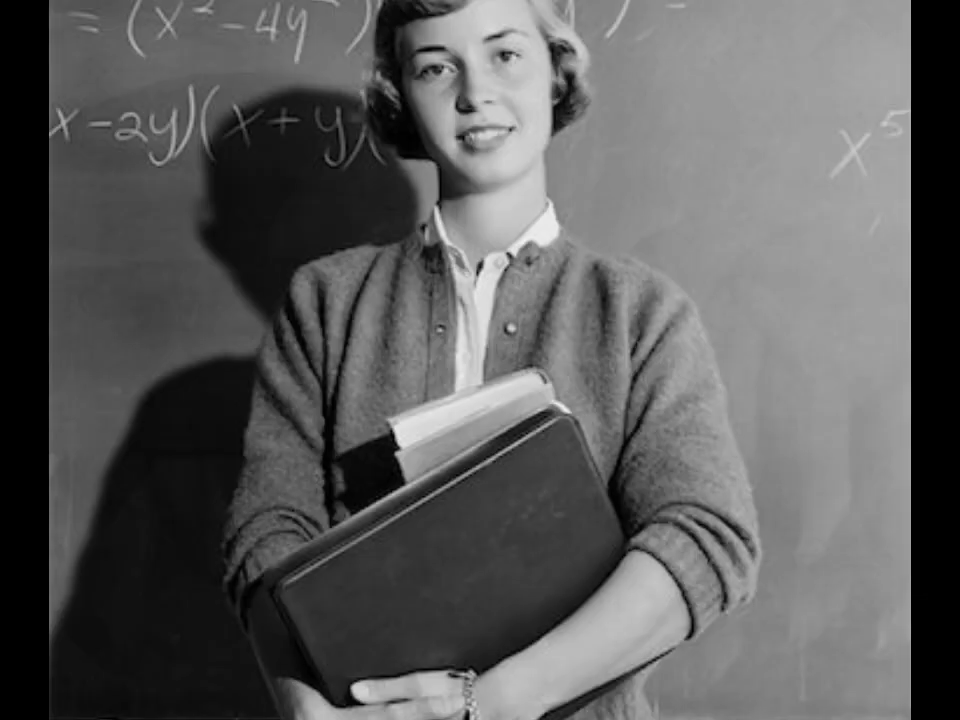 = (x² - 4y
x - 2y)(x + y)(
x⁵